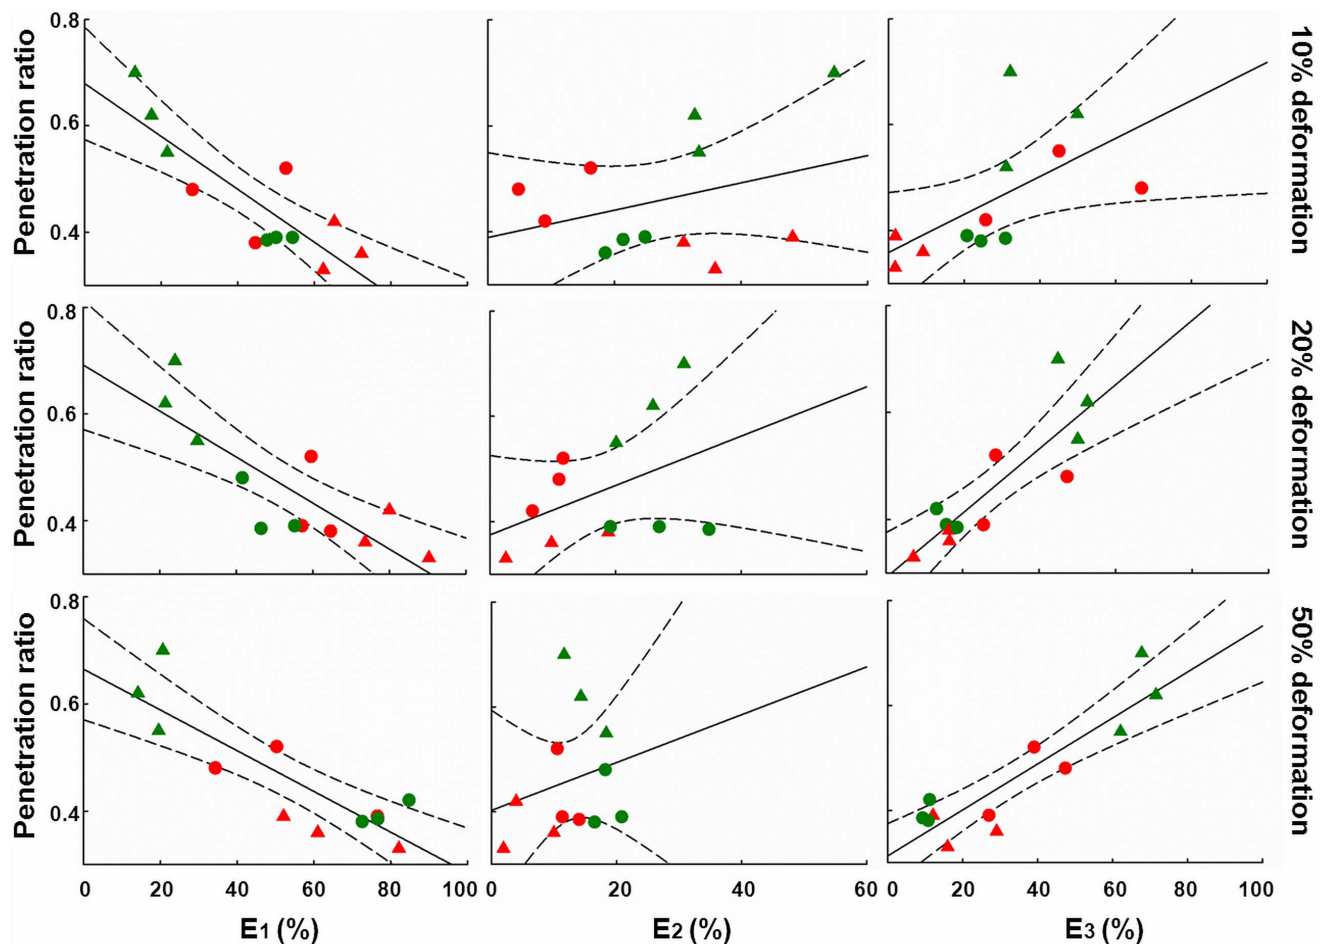 0.8
0.6
0.4
Penetration ratio
10% deformation
0.8
0.6
0.4
Penetration ratio
20% deformation
0.8
0.6
0.4
Penetration ratio
50% deformation
0 20 40 60 80 100
0 20 40 60
0 20 40 60 80 100
E1 (%)
E2 (%)
E3 (%)